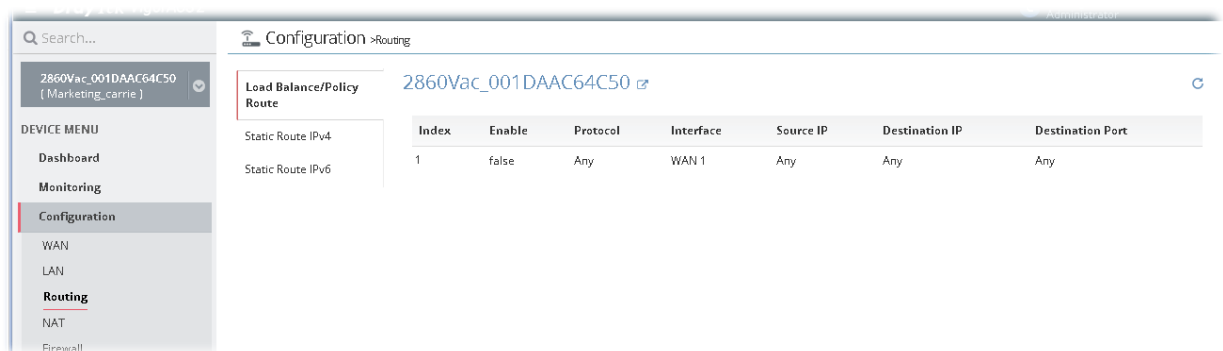 Administrator
Search...
Configuration >Routing
2860Vac_001DAAC64C50
( Marketing_carrie )
DEVICE MENU
Dashboard
Monitoring
Configuration
WAN
LAN
Routing
NAT
Firewall
Load Balance/Policy
Route
Static Route IPv4
Static Route IPv6
2860Vac_001DAAC64C50
Index Enable Protocol Interface Source IP Destination IP Destination Port
1 false Any WAN 1 Any Any Any